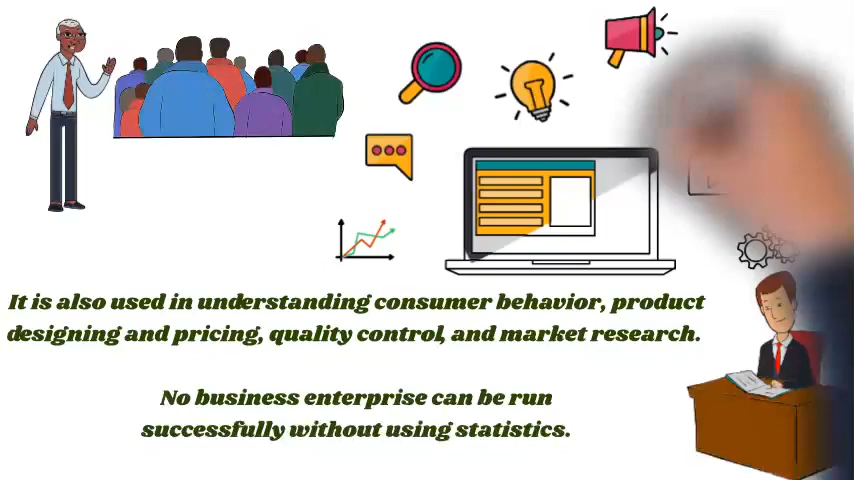 It is also used in understanding consumer behavior, product
designing and pricing, quality control, and market research.
No business enterprise can be run
successfully without using statistics.